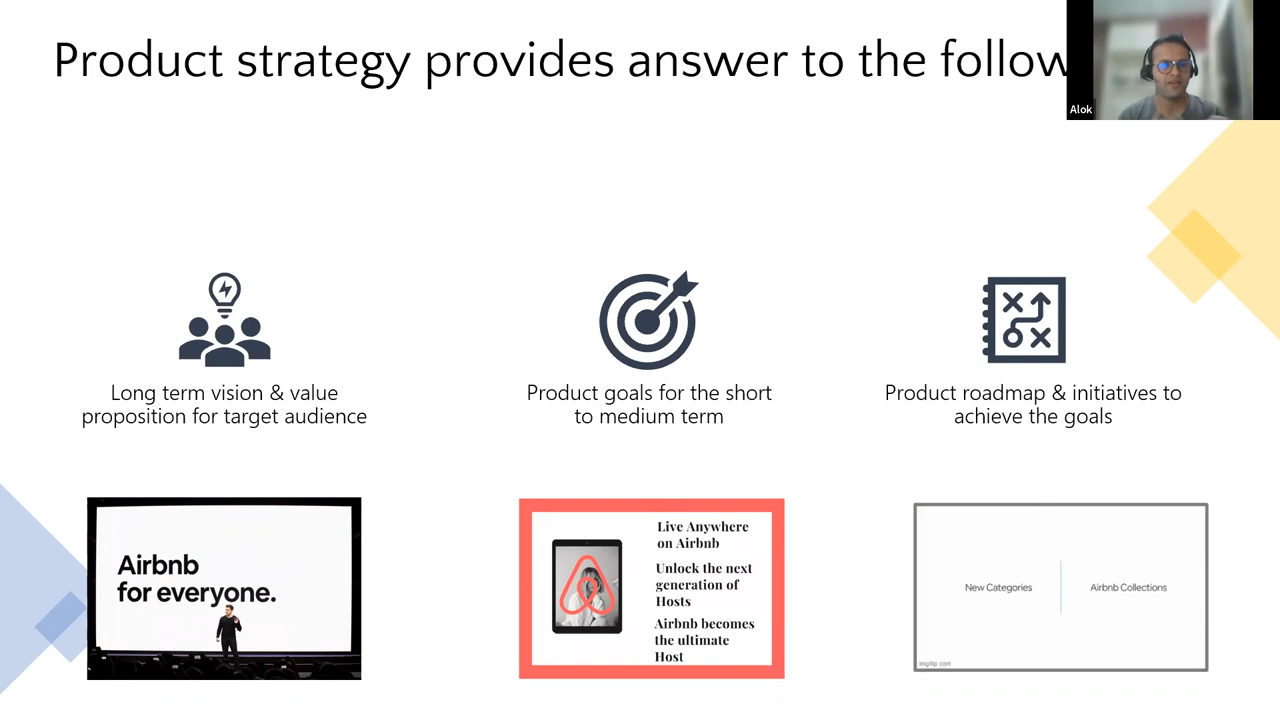 Product strategy provides answer to the follow
Alok
Long term vision & value
proposition for target audience
Product goals for the short
to medium term
Product roadmap & initiatives to
achieve the goals
Airbnb
for everyone.
Live Anywhere
on Airbnb
Unlock the next
generation of
Hosts
Airbnb becomes
the ultimate
Host
New Categories
Airbnb Collections
imgflip.com